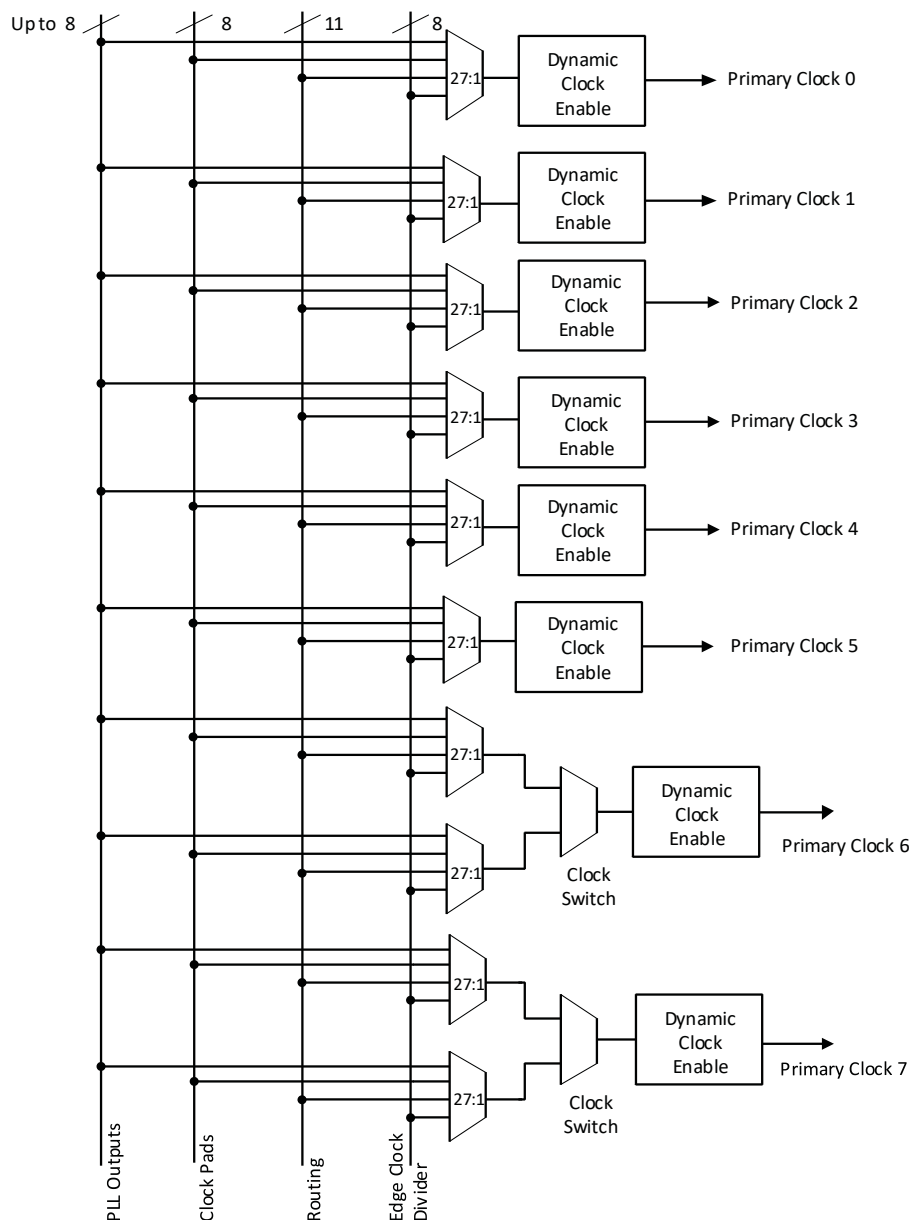 Up to 8 8 11 8
27:1
Dynamic
Clock
Enable
Primary Clock 0
27:1
Dynamic
Clock
Enable
Primary Clock 1
27:1
Dynamic
Clock
Enable
Primary Clock 2
27:1
Dynamic
Clock
Enable
Primary Clock 3
27:1
Dynamic
Clock
Enable
Primary Clock 4
27:1
Dynamic
Clock
Enable
Primary Clock 5
27:1
27:1
Clock
Switch
Dynamic
Clock
Enable
Primary Clock 6
27:1
27:1
Clock
Switch
Dynamic
Clock
Enable
Primary Clock 7
PLL Outputs
Clock Pads
Routing
Edge Clock
Divider